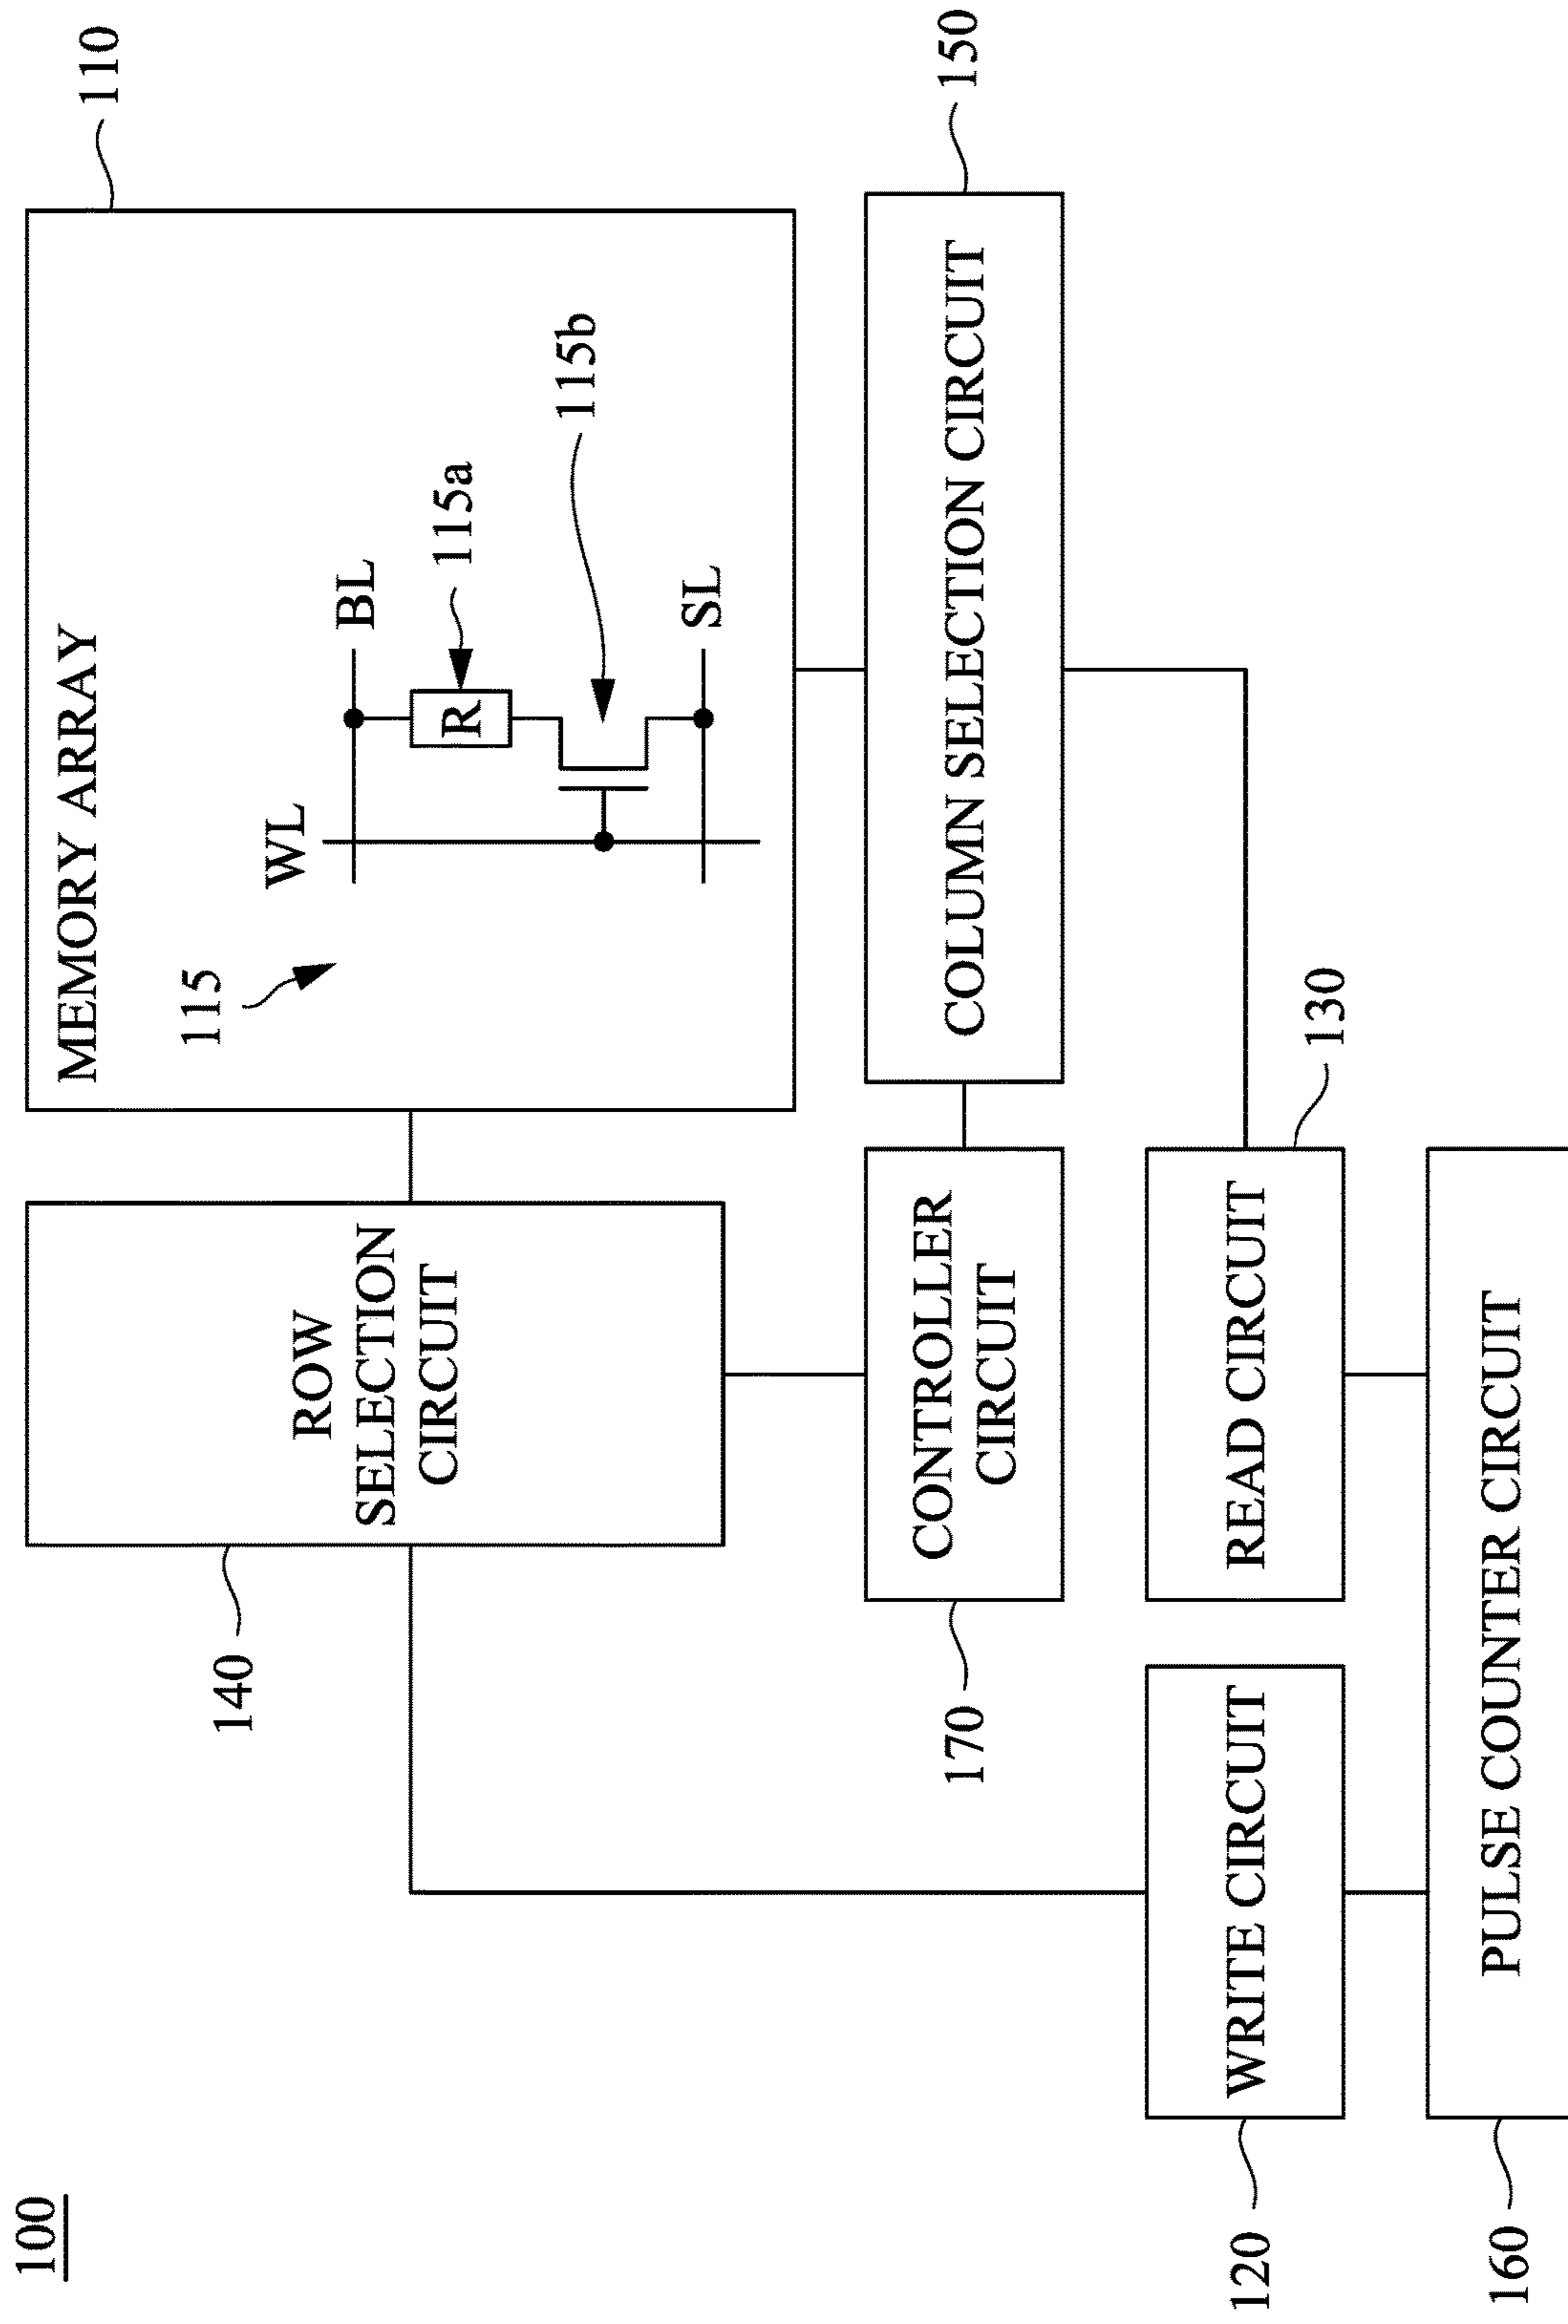 100
110
MEMORY ARRAY
115
WL
BL
R
115a
115b
SL
140
ROW
SELECTION
CIRCUIT
150
COLUMN SELECTION CIRCUIT
170
CONTROLLER
CIRCUIT
120
WRITE CIRCUIT
130
READ CIRCUIT
160
PULSE COUNTER CIRCUIT